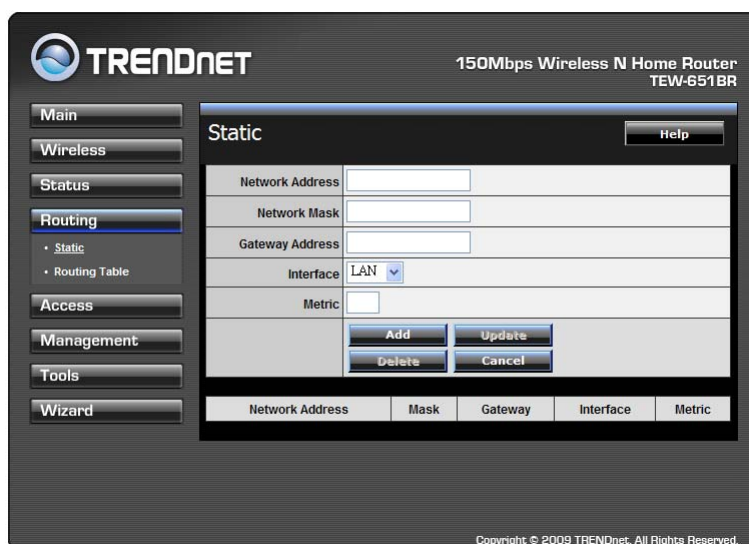 TRENDNET
150Mbps Wireless N Home Router
TEW-651BR
Main
Wireless
Status
Routing
• Static
• Routing Table
Access
Management
Tools
Wizard
Static
Help
Network Address
Network Mask
Gateway Address
Interface LAN
Metric
Add Update
Delete Cancel
Network Address Mask Gateway Interface Metric
Copyright © 2009 TRENDnet. All Rights Reserved.